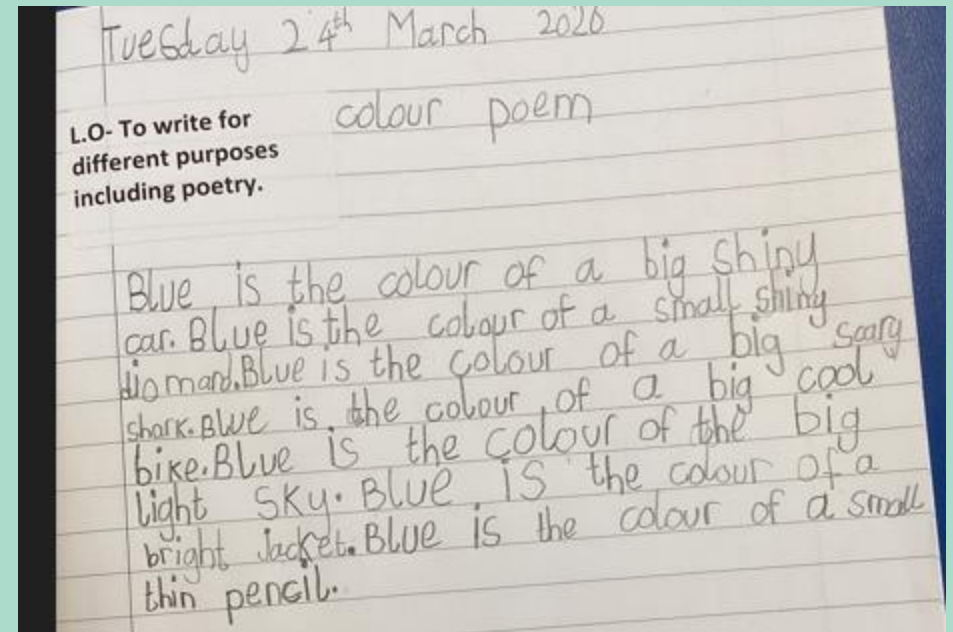 Tuesday 24th March 2020
colour poem
L.O- To write for
different purposes
including poetry.
Blue is the colour of a big shiny
car. Blue is the colour of a small shiny
diomand. Blue is the colour of a big scary
shark. Blue is the colour of a big cool
bike. Blue is the colour of the big
light sky. Blue is the colour of a
bright Jacket. Blue is the colour of a small
thin pencil.